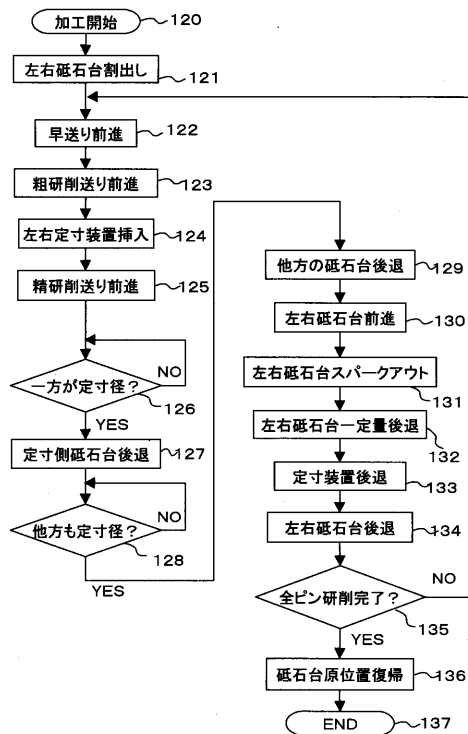 加工開始 120
左右砥石台割出し 121
早送り前進 122
粗研削送り前進 123
左右定寸装置挿入 124
精研削送り前進 125
NO
一方が定寸径？ 126
YES
定寸側砥石台後退 127
NO
他方も定寸径？ 128
YES
他方の砥石台後退 129
左右砥石台前進 130
左右砥石台スパークアウト 131
左右砥石台一定量後退 132
定寸装置後退 133
左右砥石台後退 134
NO
全ピン研削完了？ 135
YES
砥石台原位置復帰 136
END 137